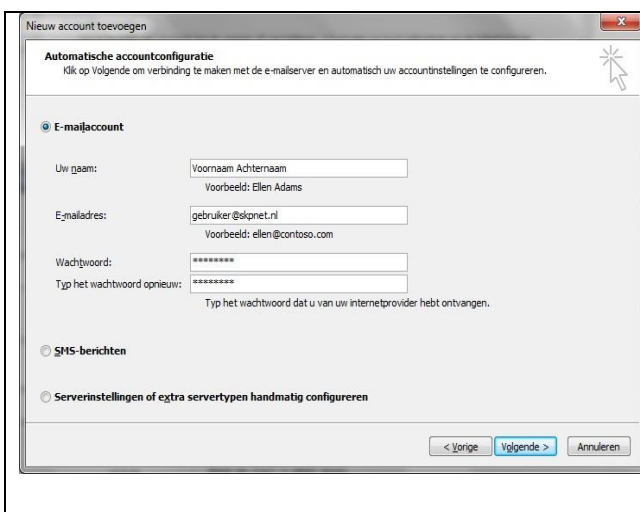 Nieuw account toevoegen
Automatische accountconfiguratie
Klik op Volgende om verbinding te maken met de e-mailserver en automatisch uw accountinstellingen te configureren.
E-mailaccount
Uw naam: Voornaam Achternaam
Voorbeeld: Ellen Adams
E-mailadres: gebruiker@skpnet.nl
Voorbeeld: ellen@contoso.com
Wachtwoord: ********
Typ het wachtwoord opnieuw: ********
Typ het wachtwoord dat u van uw internetprovider hebt ontvangen.
SMS-berichten
Serverinstellingen of extra servertypen handmatig configureren
< Vorige Volgende > Annuleren